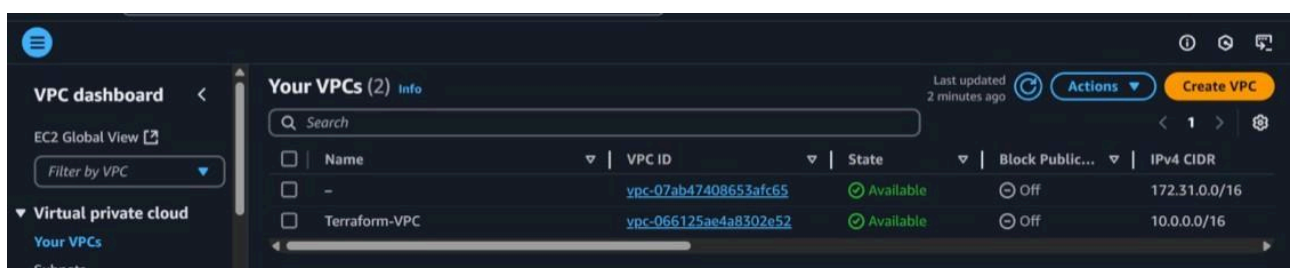 VPC dashboard
EC2 Global View
Filter by VPC
Virtual private cloud
Your VPCs
Subnets
Your VPCs (2) Info
Last updated
2 minutes ago
Actions
Create VPC
Search
1
Name VPC ID State Block Public... IPv4 CIDR
– vpc-07ab47408653afc65 Available Off 172.31.0.0/16
Terraform-VPC vpc-066125ae4a8302e52 Available Off 10.0.0.0/16